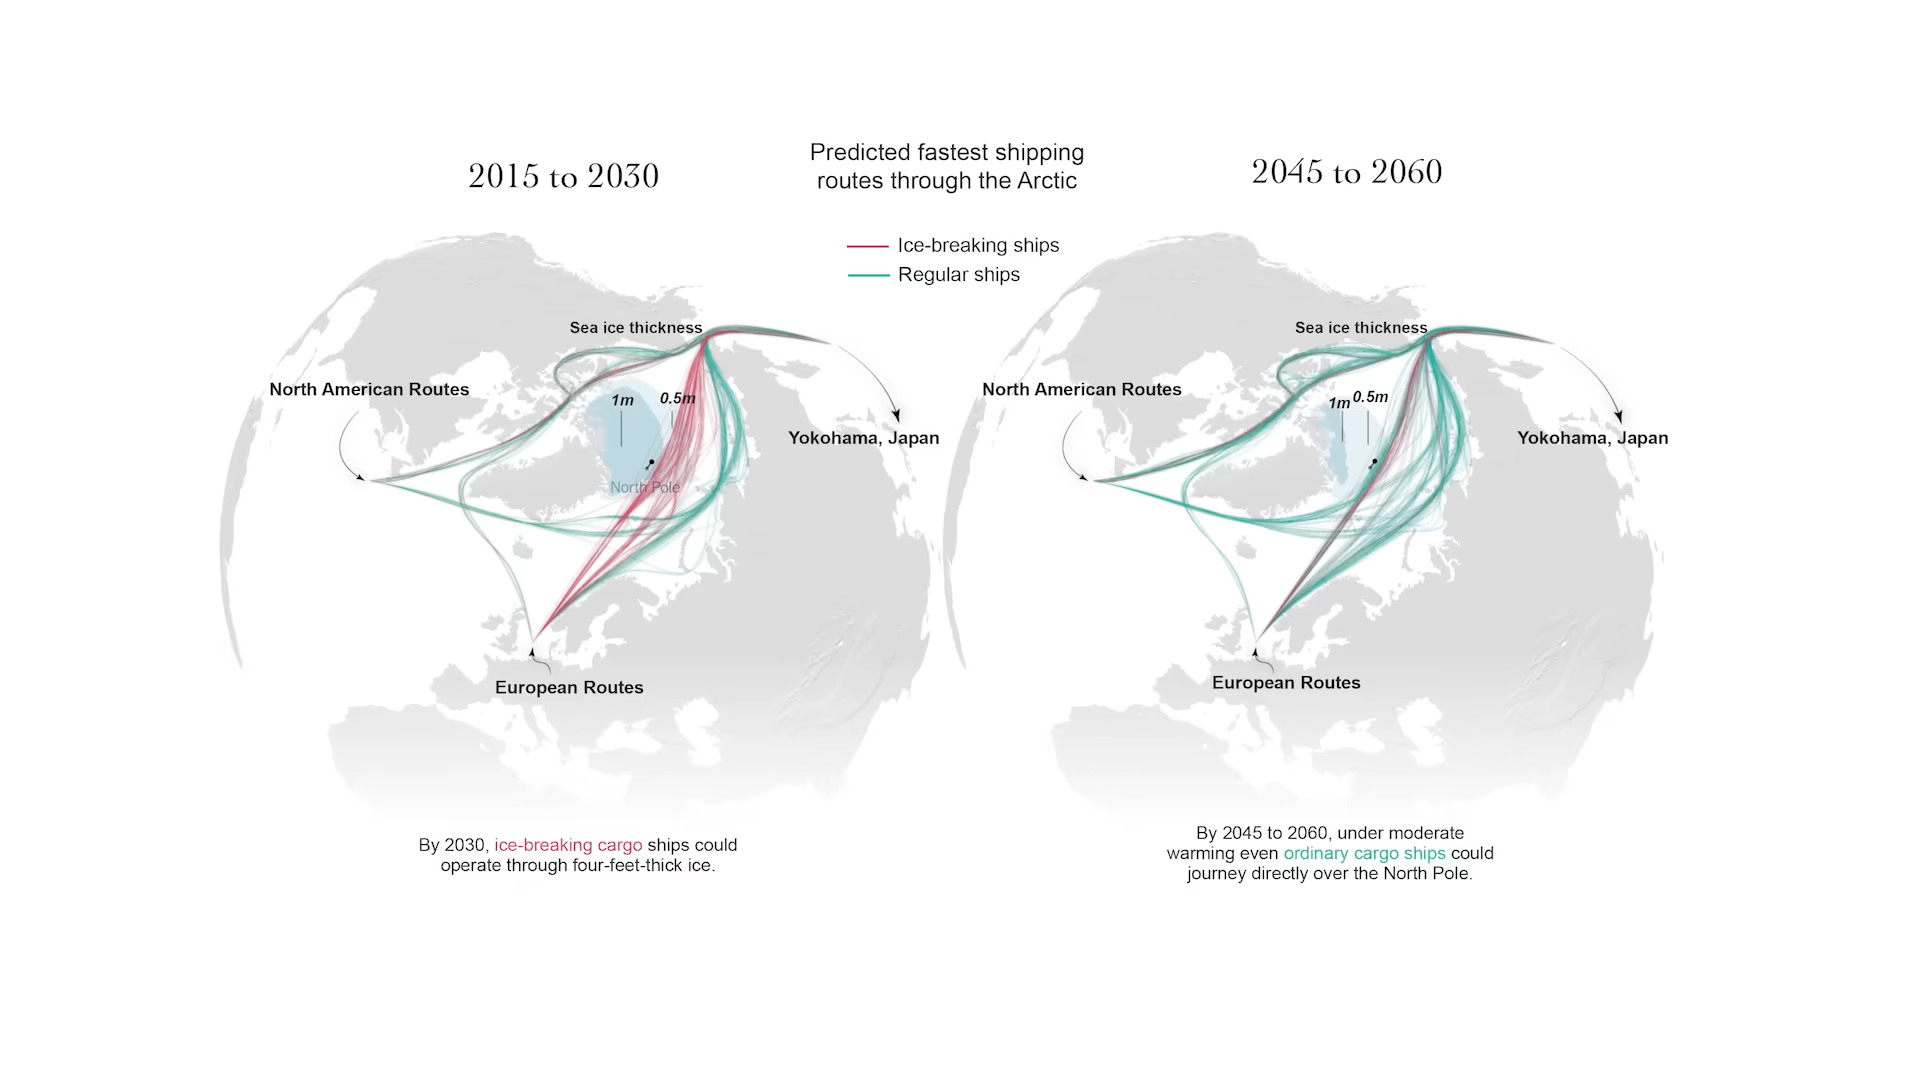 Predicted fastest shipping
routes through the Arctic
Ice-breaking ships
Regular ships
2015 to 2030
Sea ice thickness
North American Routes
1m
0.5m
Yokohama, Japan
North Pole
European Routes
By 2030, ice-breaking cargo ships could
operate through four-feet-thick ice.
2045 to 2060
Sea ice thickness
North American Routes
1m
0.5m
Yokohama, Japan
European Routes
By 2045 to 2060, under moderate
warming even ordinary cargo ships could
journey directly over the North Pole.